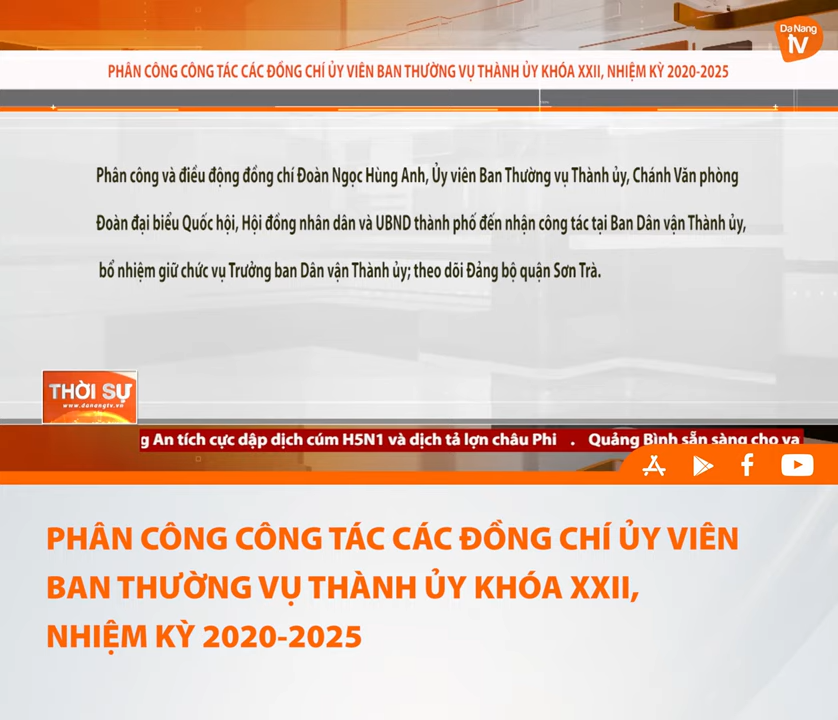 Da Nang
tv
PHÂN CÔNG CÔNG TÁC CÁC ĐỒNG CHÍ ỦY VIÊN BAN THƯỜNG VỤ THÀNH ỦY KHÓA XXII, NHIỆM KỲ 2020-2025
Phân công và điều động đồng chí Đoàn Ngọc Hùng Anh, Ủy viên Ban Thường vụ Thành ủy, Chánh Văn phòng
Đoàn đại biểu Quốc hội, Hội đồng nhân dân và UBND thành phố đến nhận công tác tại Ban Dân vận Thành ủy,
bổ nhiệm giữ chức vụ Trưởng ban Dân vận Thành ủy; theo dõi Đảng bộ quận Sơn Trà.
THỜI SỰ
www.danangtv.vn
g An tích cực dập dịch cúm H5N1 và dịch tả lợn châu Phi . Quảng Bình sẵn sàng cho va
PHÂN CÔNG CÔNG TÁC CÁC ĐỒNG CHÍ ỦY VIÊN
BAN THƯỜNG VỤ THÀNH ỦY KHÓA XXII,
NHIỆM KỲ 2020-2025